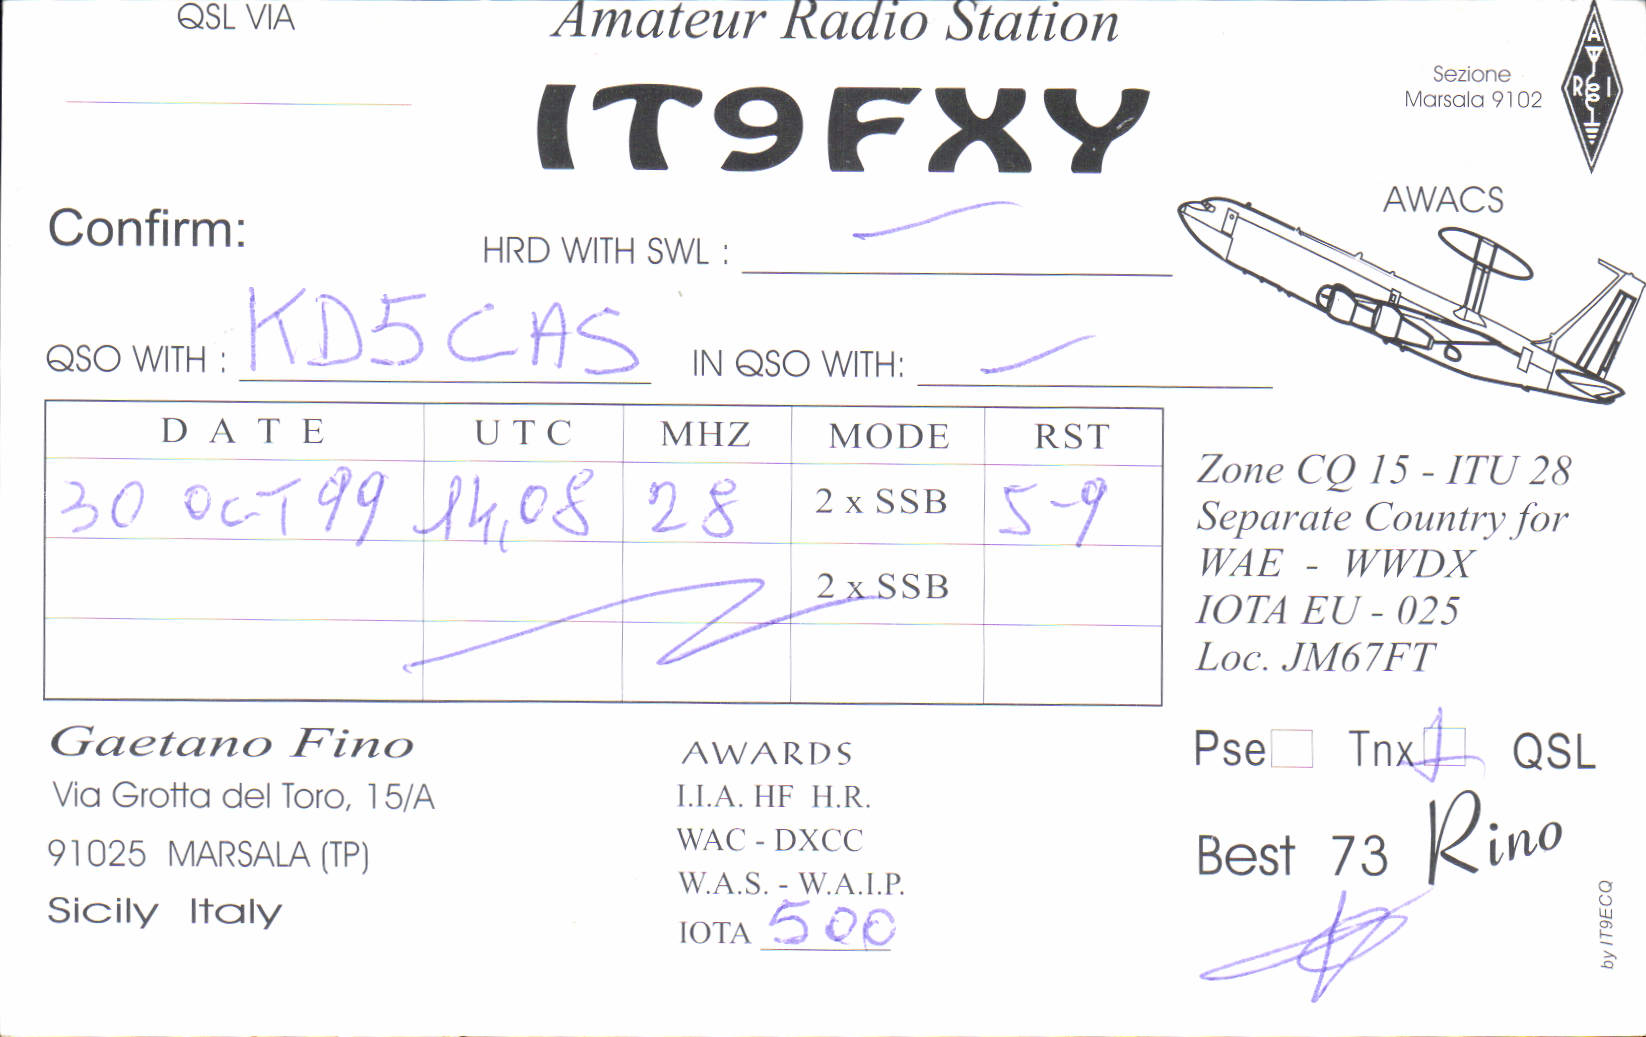 QSL VIA
Amateur Radio Station
IT9FXY
Sezione
Marsala 9102
A
R I
AWACS
Confirm:
HRD WITH SWL :
QSO WITH : KD5CAS IN QSO WITH:
DATE UTC MHZ MODE RST
30 OCT 99 14,08 28 2 x SSB 5-9
2 x SSB
Zone CQ 15 - ITU 28
Separate Country for
WAE - WWDX
IOTA EU - 025
Loc. JM67FT
Gaetano Fino
Via Grotta del Toro, 15/A
91025 MARSALA (TP)
Sicily Italy
AWARDS
I.I.A. HF H.R.
WAC - DXCC
W.A.S. - W.A.I.P.
IOTA 500
Pse Tnx QSL
Best 73 Rino
by IT9ECQ